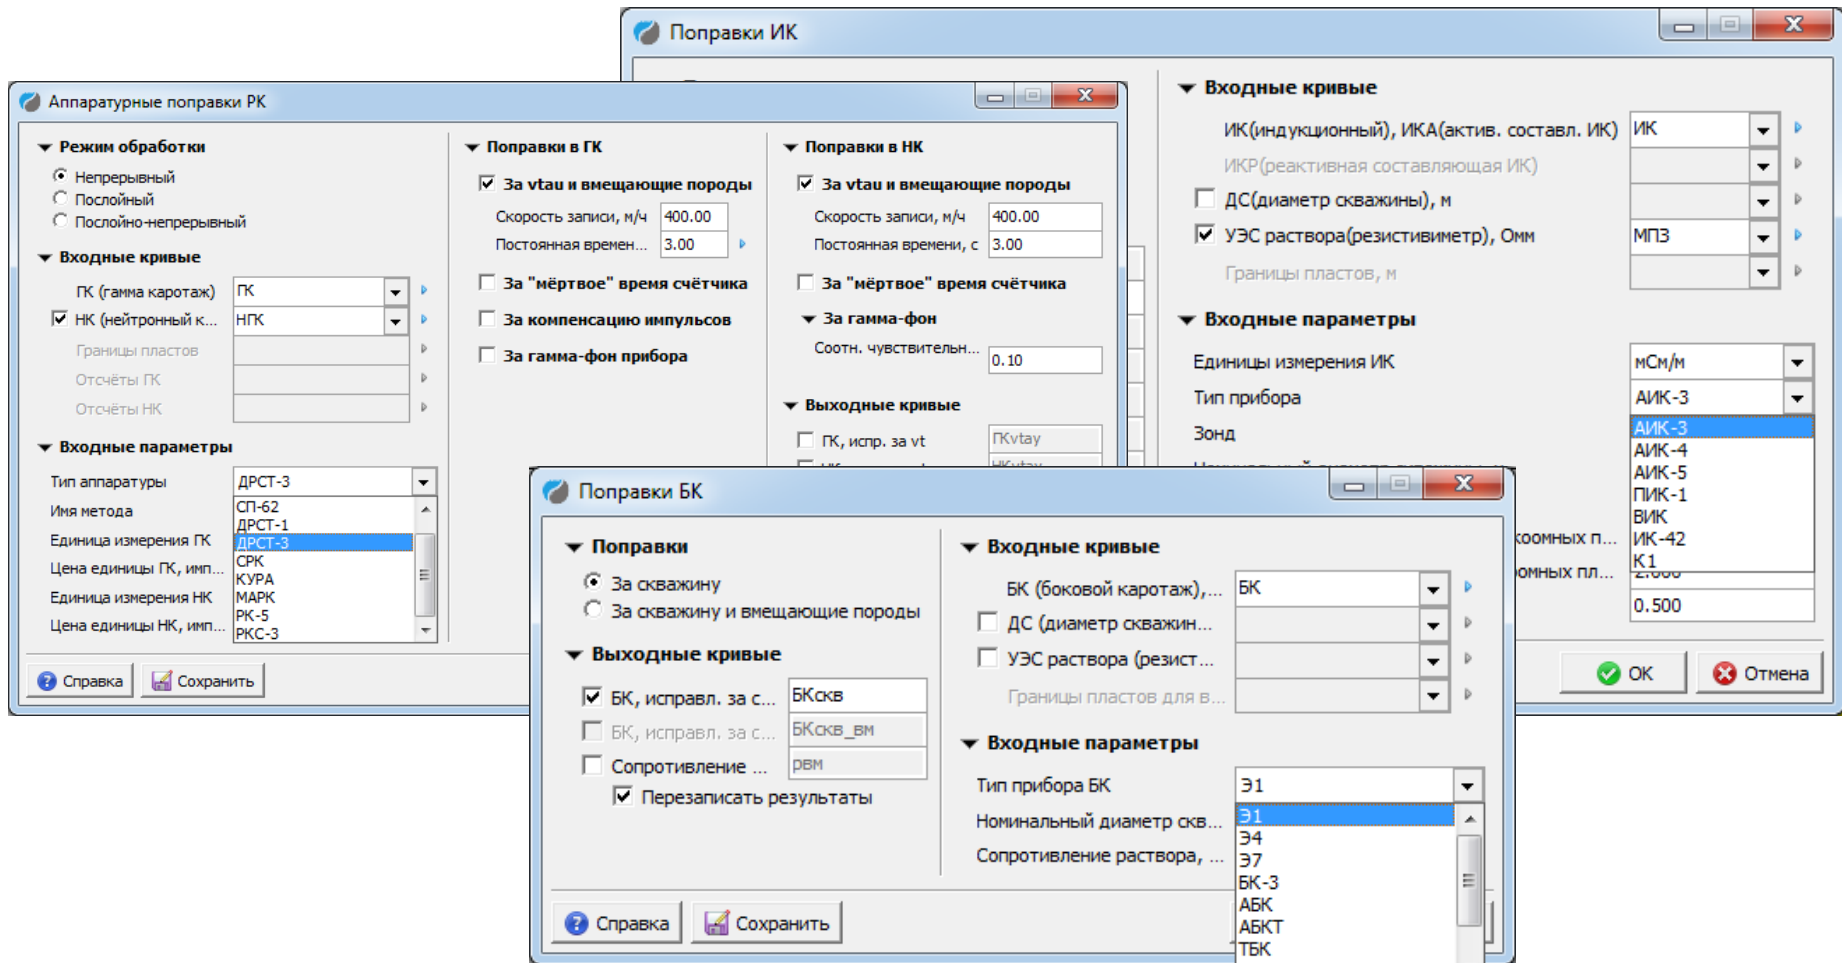 Поправки ИК
Входные кривые
ИК(индукционный), ИКА(актив. составл. ИК) ИК
ИКР(реактивная составляющая ИК)
ДС(диаметр скважины), м
УЭС раствора(резистивиметр), Омм МПЗ
Границы пластов, м
Входные параметры
Единицы измерения ИК мСм/м
Тип прибора АИК-3
Зонд
АИК-3
АИК-4
АИК-5
ПИК-1
ВИК
ИК-42
К1
коомных п...
омных пл...
0.500
ОК
Отмена
Аппаратурные поправки РК
Режим обработки
Непрерывный
Послойный
Послойно-непрерывный
Входные кривые
ГК (гамма каротаж) ГК
НК (нейтронный к... НГК
Границы пластов
Отсчёты ГК
Отсчёты НК
Входные параметры
Тип аппаратуры ДРСТ-3
Имя метода
Единица измерения ГК
Цена единицы ГК, имп...
Единица измерения НК
Цена единицы НК, имп...
СП-62
ДРСТ-1
ДРСТ-3
СРК
КУРА
МАРК
РК-5
РКС-3
Справка
Сохранить
Поправки в ГК
За vtau и вмещающие породы
Скорость записи, м/ч 400.00
Постоянная времен... 3.00
За "мёртвое" время счётчика
За компенсацию импульсов
За гамма-фон прибора
Поправки в НК
За vtau и вмещающие породы
Скорость записи, м/ч 400.00
Постоянная времени, с 3.00
За "мёртвое" время счётчика
За гамма-фон
Соотн. чувствительн... 0.10
Выходные кривые
ГК, испр. за vt ГКvtау
Поправки БК
Поправки
За скважину
За скважину и вмещающие породы
Выходные кривые
БК, исправл. за с... БКскв
БК, исправл. за с... БКскв_вм
Сопротивление ... рвм
Перезаписать результаты
Входные кривые
БК (боковой каротаж),... БК
ДС (диаметр скважин...
УЭС раствора (резист...
Границы пластов для в...
Входные параметры
Тип прибора БК Э1
Номинальный диаметр скв...
Сопротивление раствора, ...
Э1
Э4
Э7
БК-3
АБК
АБКТ
ТБК
Справка
Сохранить